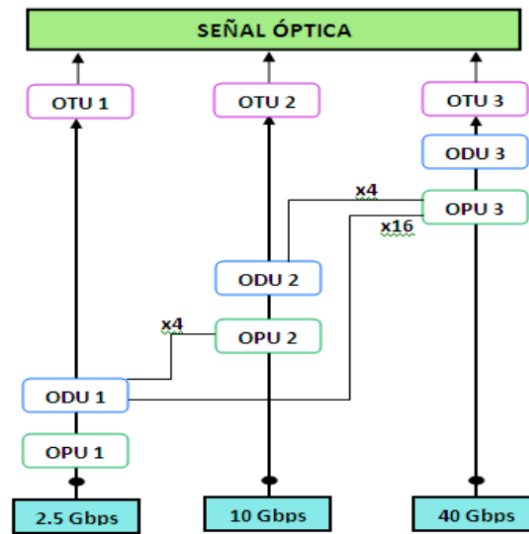 SEÑAL ÓPTICA
OTU 1
OTU 2
OTU 3
ODU 3
x4
OPU 3
x16
ODU 2
x4
OPU 2
ODU 1
OPU 1
2.5 Gbps
10 Gbps
40 Gbps